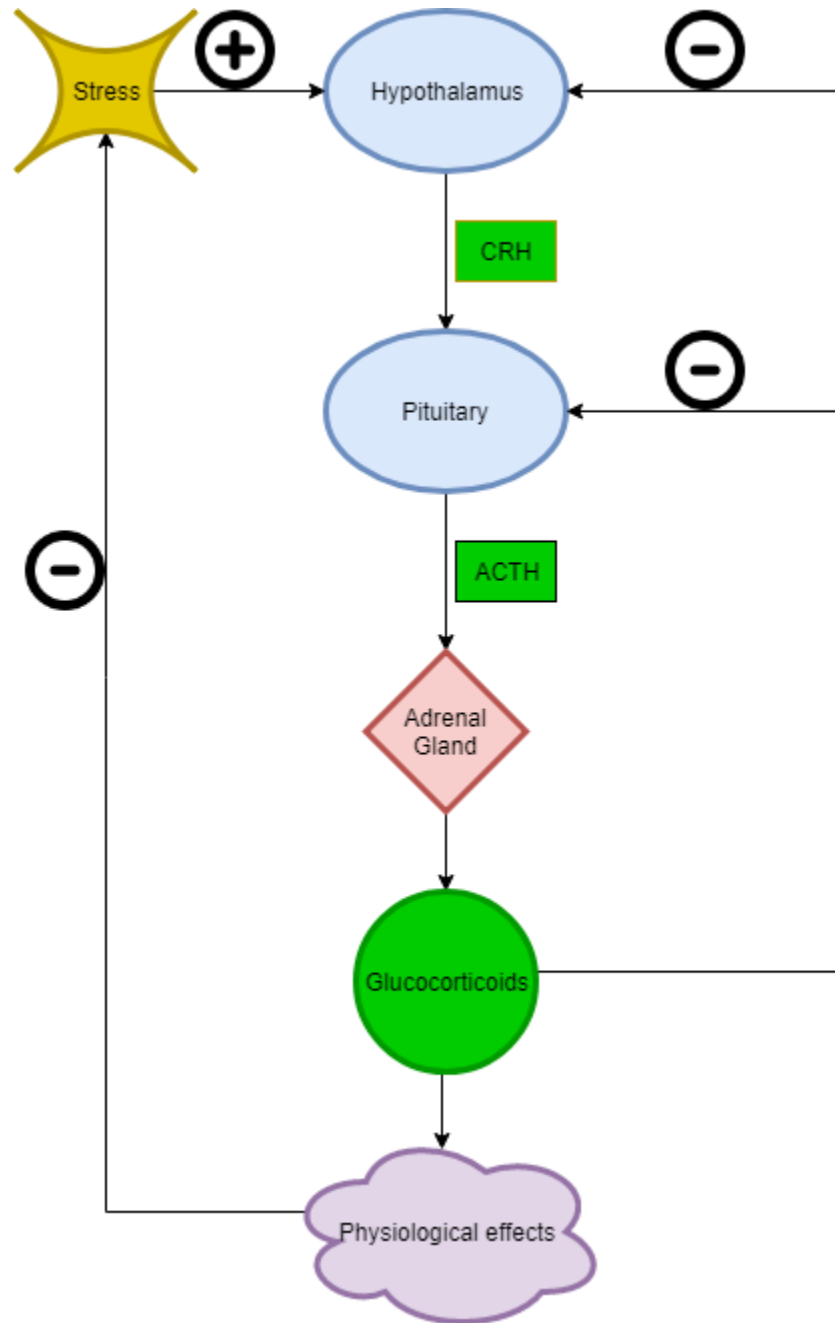 Stress
+
Hypothalamus
-
CRH
Pituitary
-
ACTH
-
Adrenal
Gland
Glucocorticoids
Physiological effects